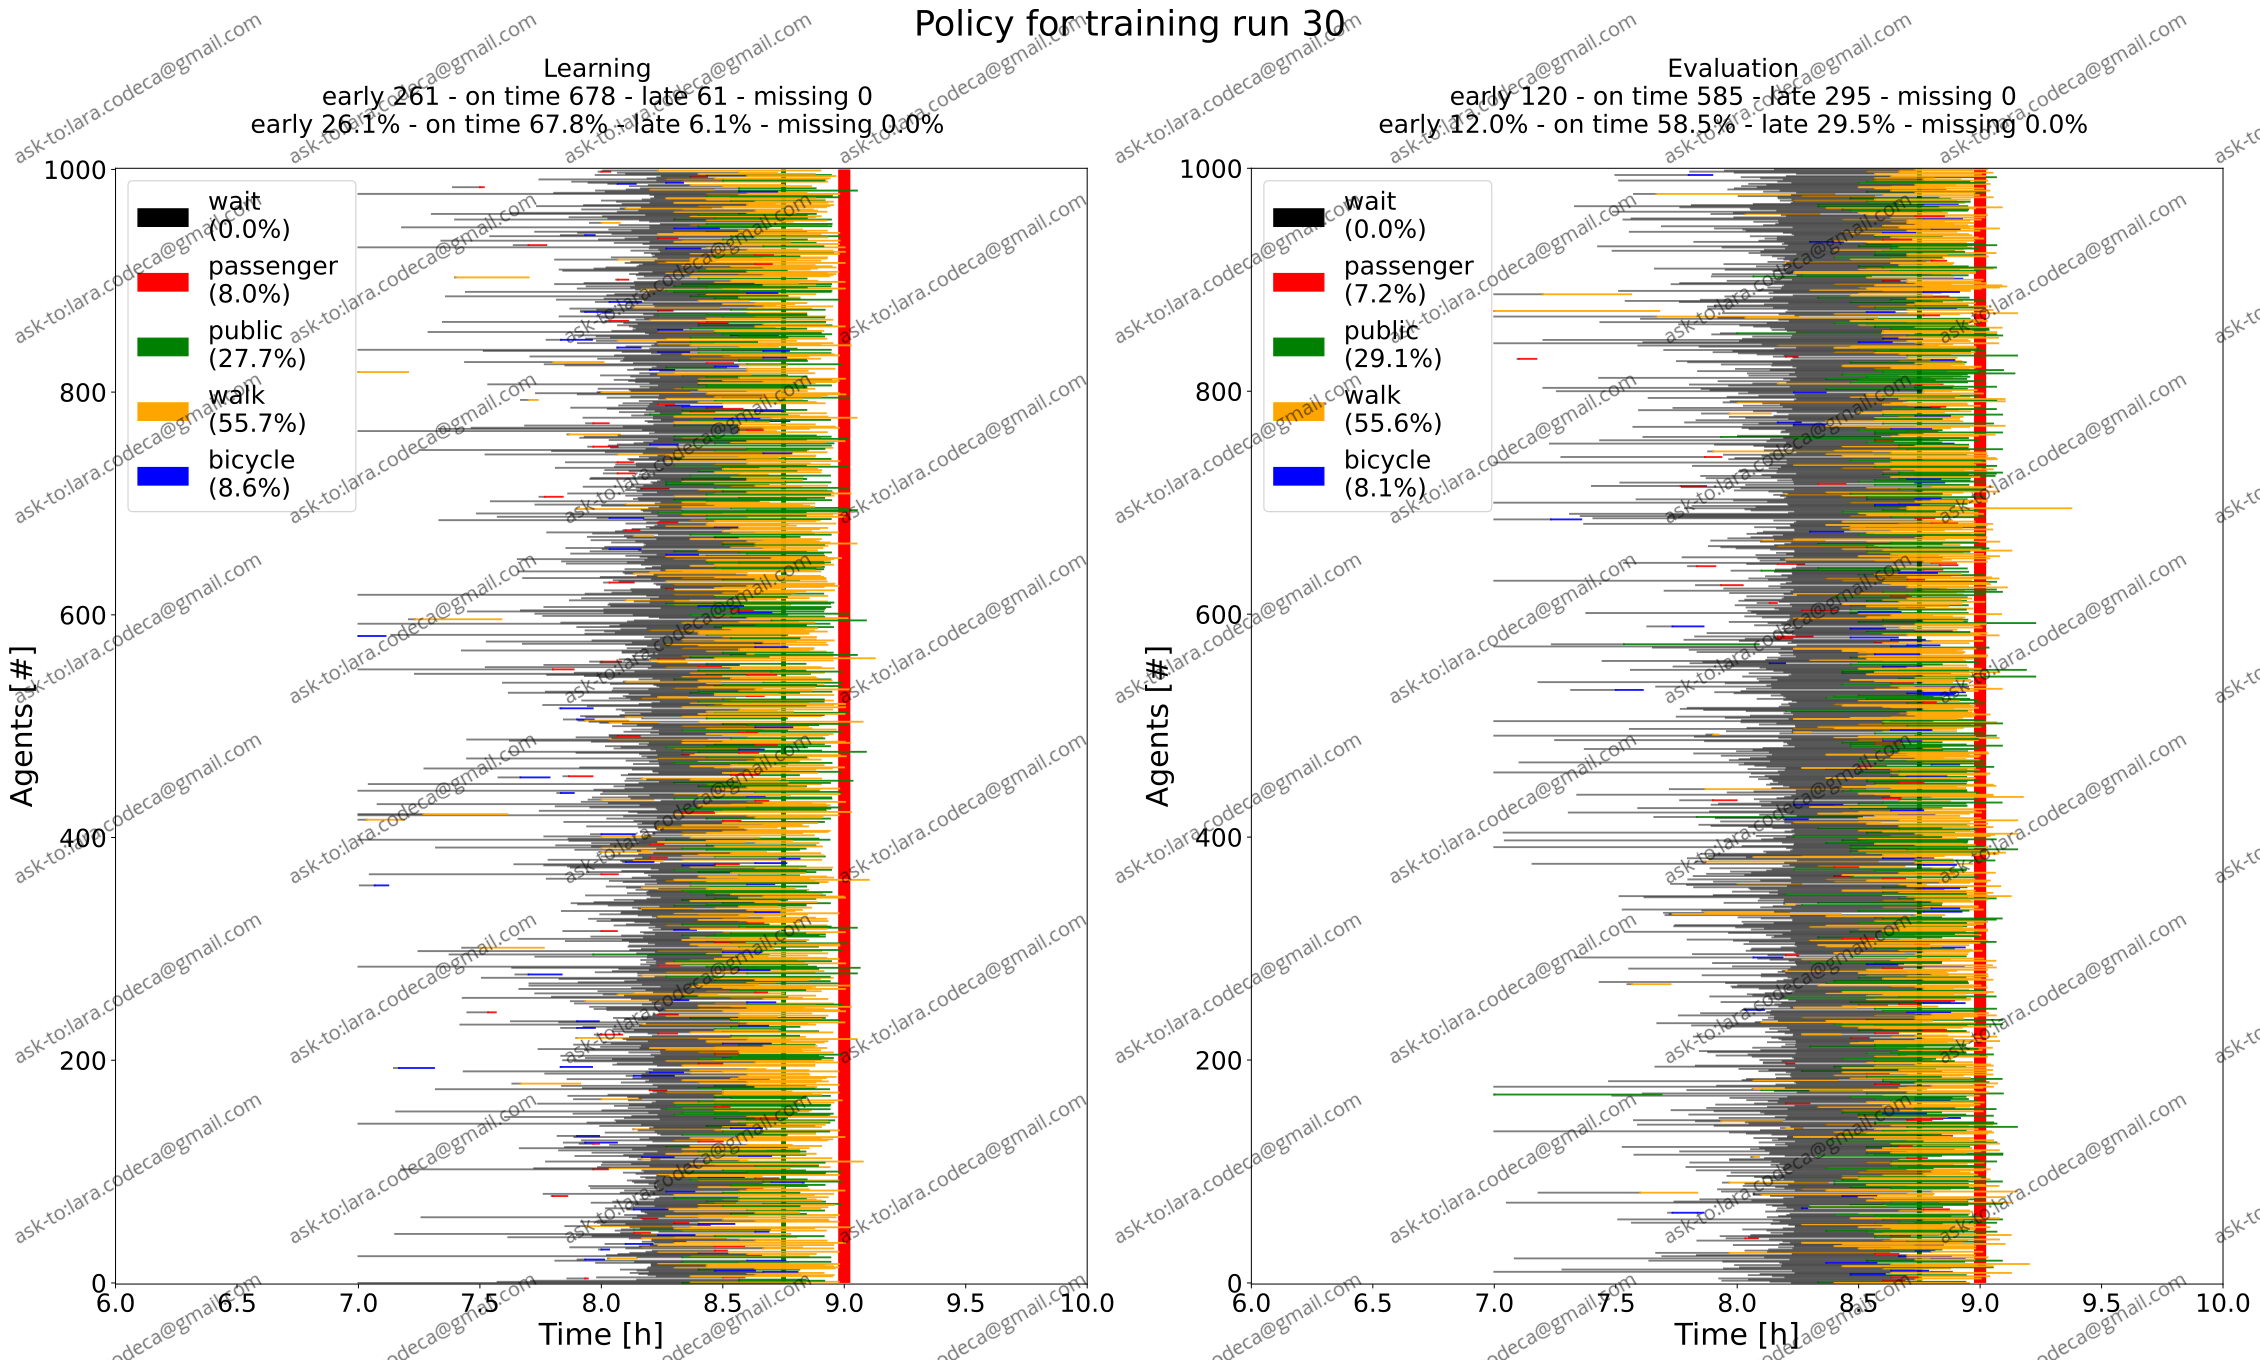 Policy for training run 30
Learning
early 261 - on time 678 - late 61 - missing 0
early 26.1% - on time 67.8% - late 6.1% - missing 0.0%
1000
800
600
400
200
0
Agents [#]
wait
(0.0%)
passenger
(8.0%)
public
(27.7%)
walk
(55.7%)
bicycle
(8.6%)
6.0 6.5 7.0 7.5 8.0 8.5 9.0 9.5 10.0
Time [h]
Evaluation
early 120 - on time 585 - late 295 - missing 0
early 12.0% - on time 58.5% - late 29.5% - missing 0.0%
1000
800
600
400
200
0
Agents [#]
wait
(0.0%)
passenger
(7.2%)
public
(29.1%)
walk
(55.6%)
bicycle
(8.1%)
6.0 6.5 7.0 7.5 8.0 8.5 9.0 9.5 10.0
Time [h]
ask-to:lara.codeca@gmail.com